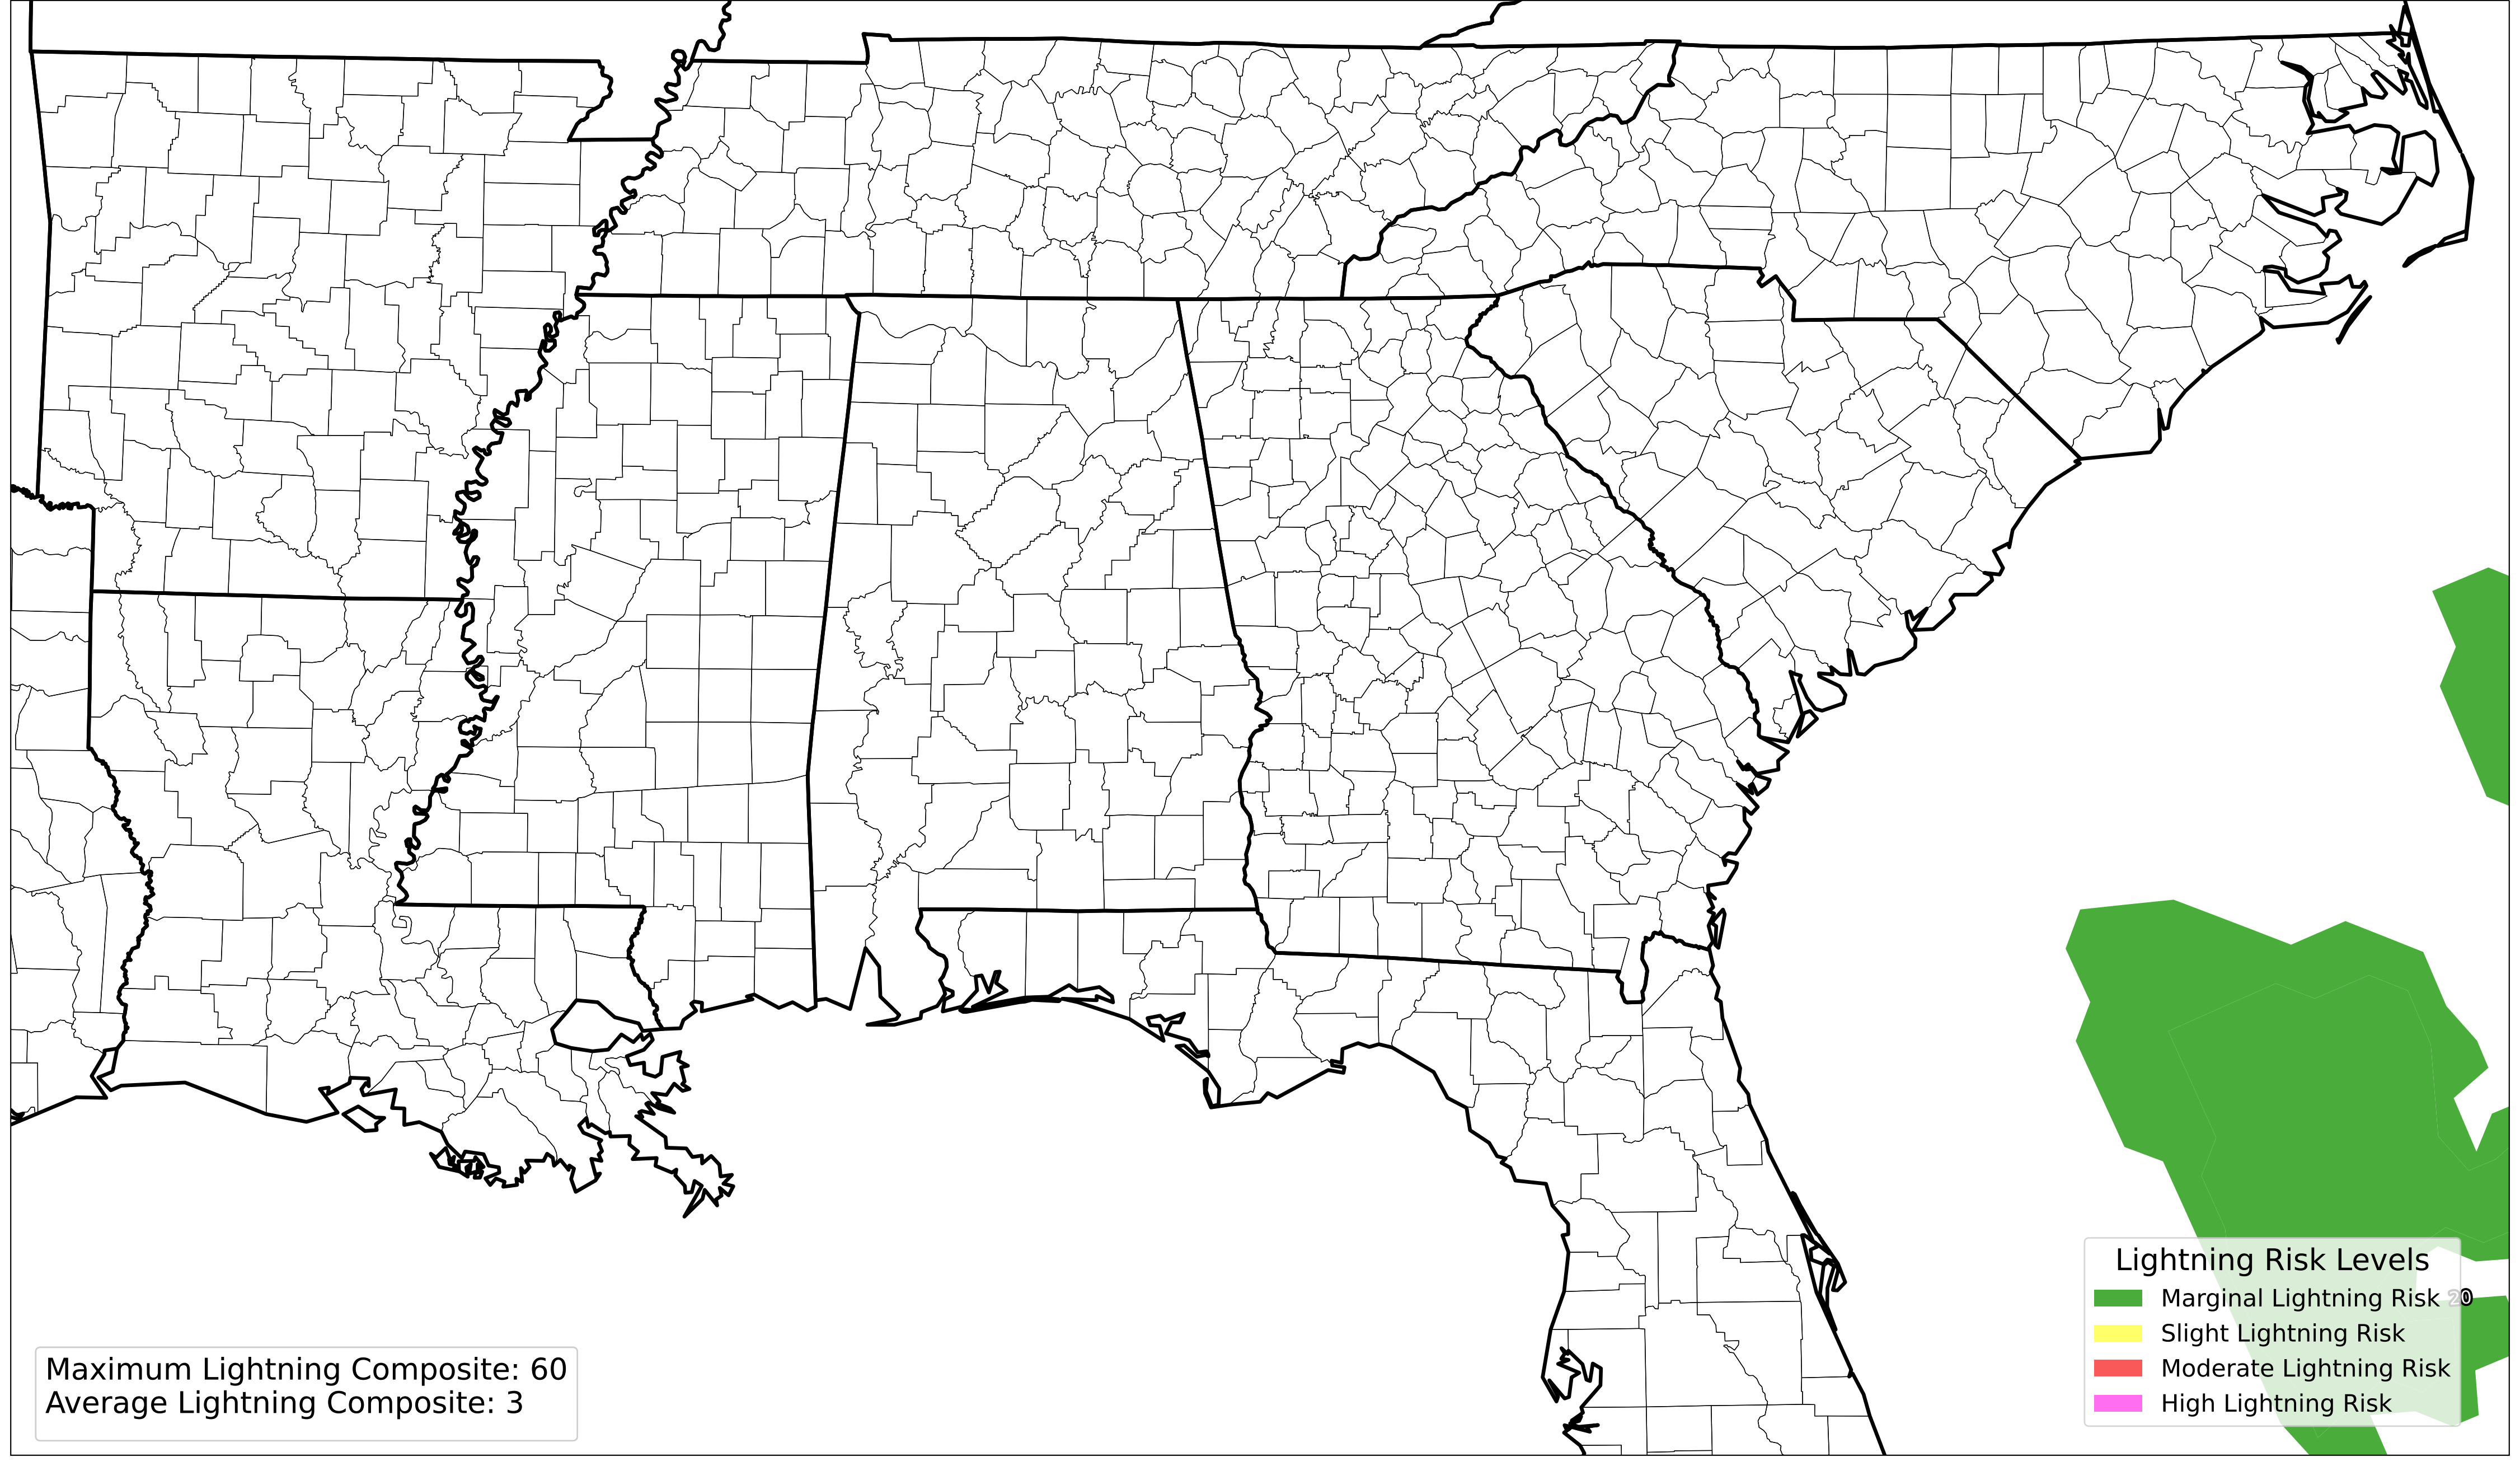 Lightning Risk Levels
Marginal Lightning Risk 20
Slight Lightning Risk
Moderate Lightning Risk
High Lightning Risk
Maximum Lightning Composite: 60
Average Lightning Composite: 3